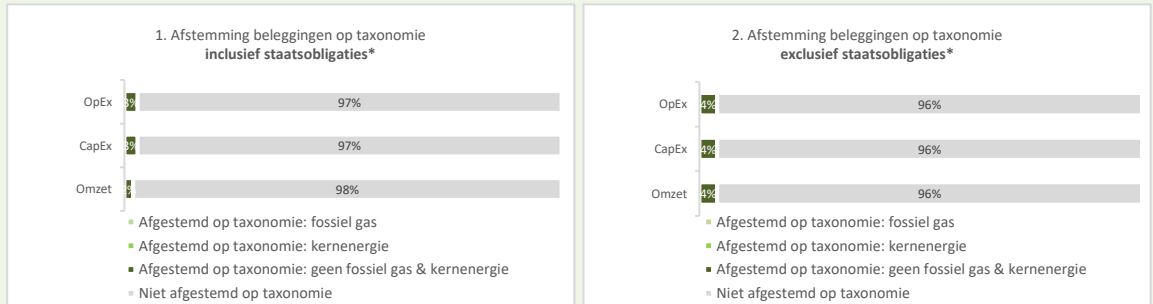 1. Afstemming beleggingen op taxonomie
inclusief staatsobligaties*
OpEx 3% 97%
CapEx 3% 97%
Omzet 2% 98%
Afgestemd op taxonomie: fossiel gas
Afgestemd op taxonomie: kernenergie
Afgestemd op taxonomie: geen fossiel gas & kernenergie
Niet afgestemd op taxonomie
2. Afstemming beleggingen op taxonomie
exclusief staatsobligaties*
OpEx 4% 96%
CapEx 4% 96%
Omzet 4% 96%
Afgestemd op taxonomie: fossiel gas
Afgestemd op taxonomie: kernenergie
Afgestemd op taxonomie: geen fossiel gas & kernenergie
Niet afgestemd op taxonomie